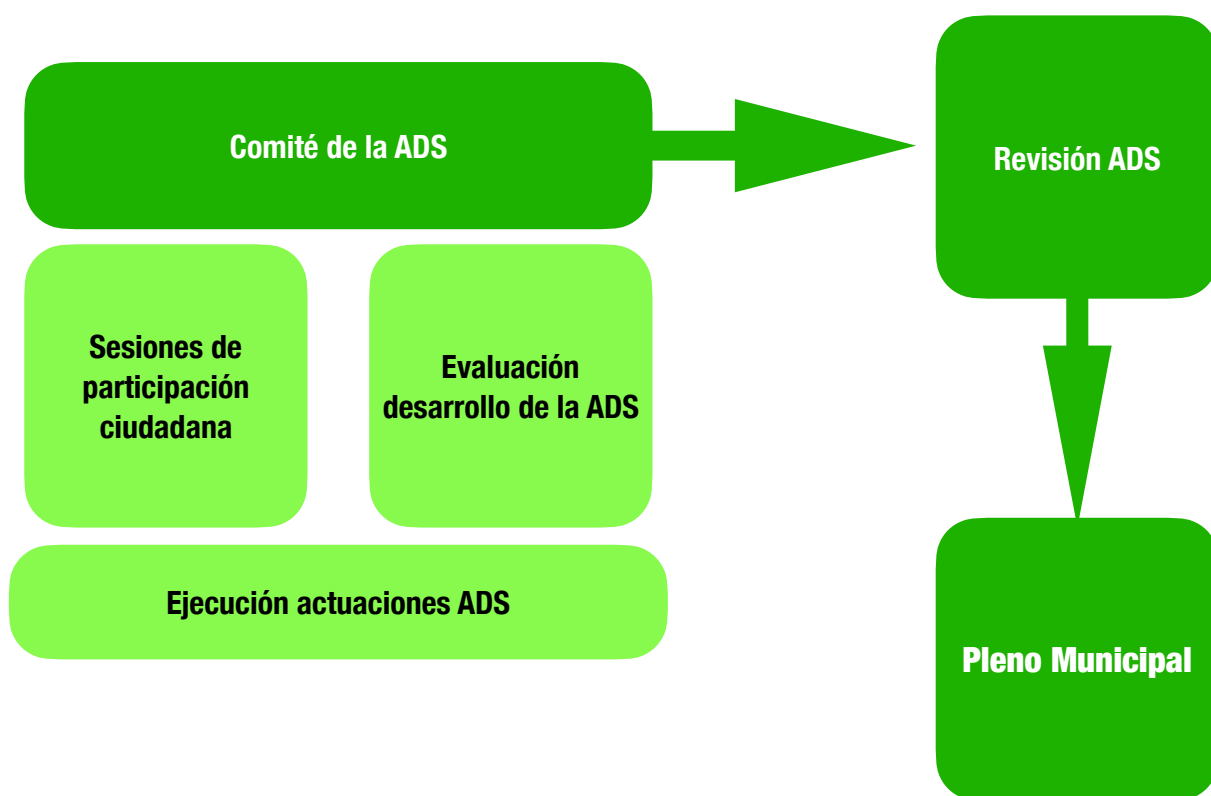 Comité de la ADS
Revisión ADS
Sesiones de
participación
ciudadana
Evaluación
desarrollo de la ADS
Ejecución actuaciones ADS
Pleno Municipal